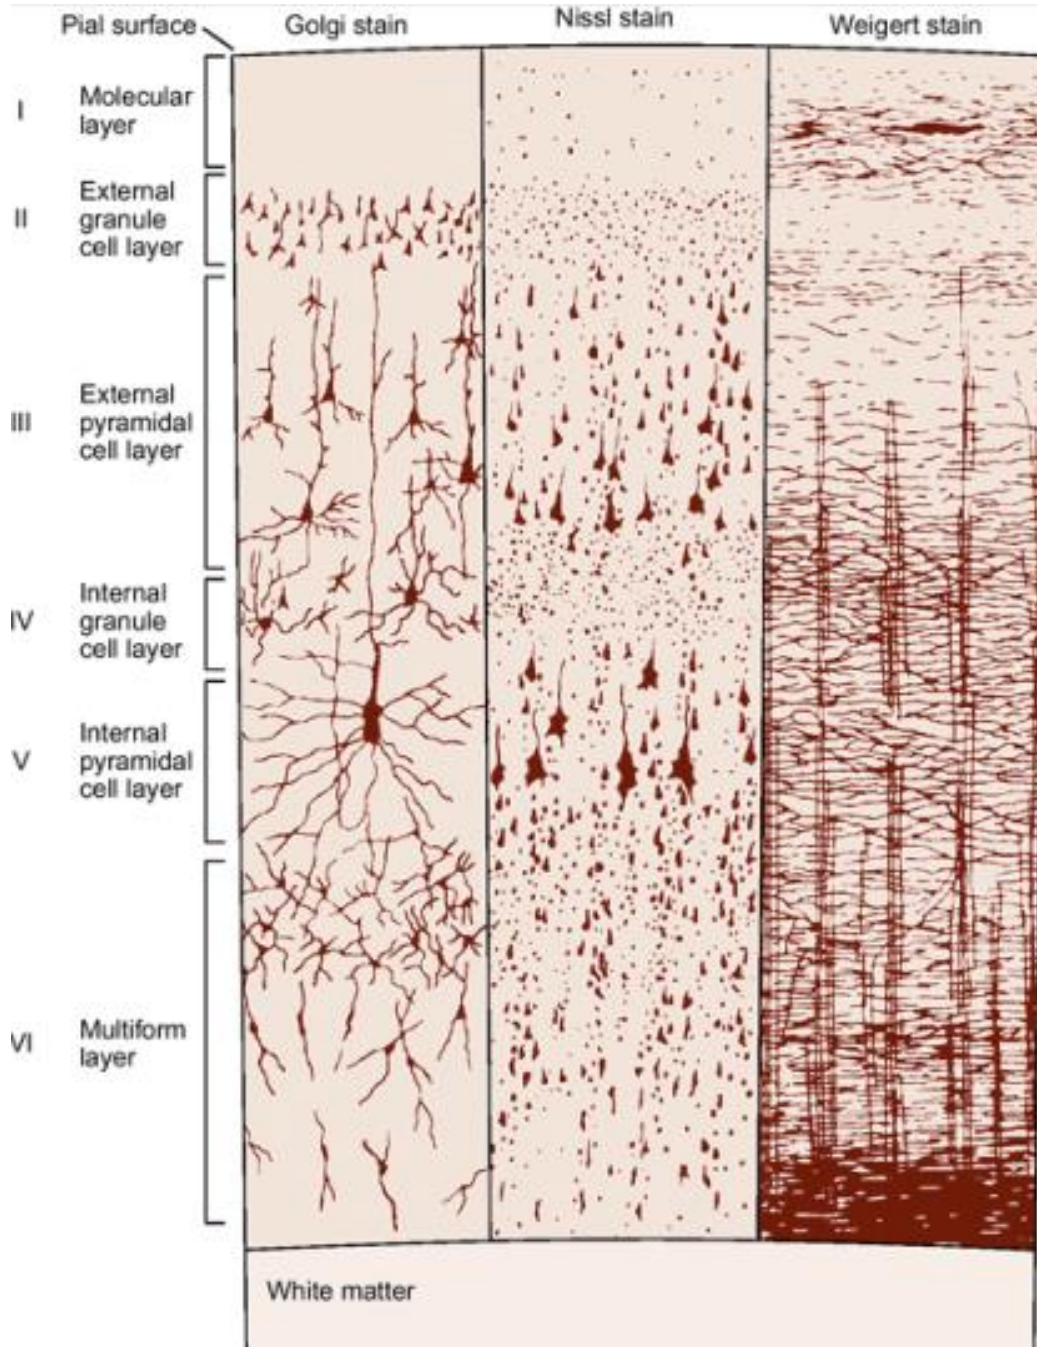 Pial surface
Golgi stain
Nissl stain
Weigert stain
I
Molecular
layer
II
External
granule
cell layer
III
External
pyramidal
cell layer
IV
Internal
granule
cell layer
V
Internal
pyramidal
cell layer
VI
Multiform
layer
White matter